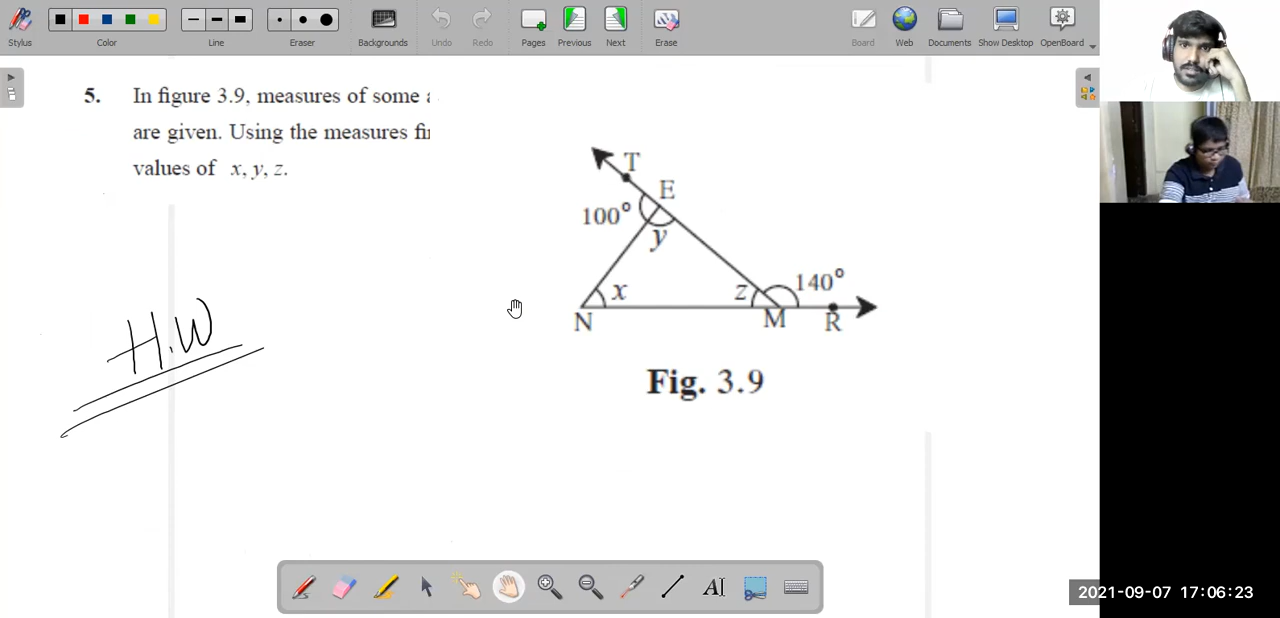 Stylus
Color
Line
Eraser
Backgrounds
Undo
Redo
Pages
Previous
Next
Erase
Board
Web
Documents
Show Desktop
OpenBoard
5. In figure 3.9, measures of some
are given. Using the measures
values of x, y, z.
T
E
100°
y
x
z
140°
N
M
R
Fig. 3.9
H.W
AI
2021-09-07 17:06:23